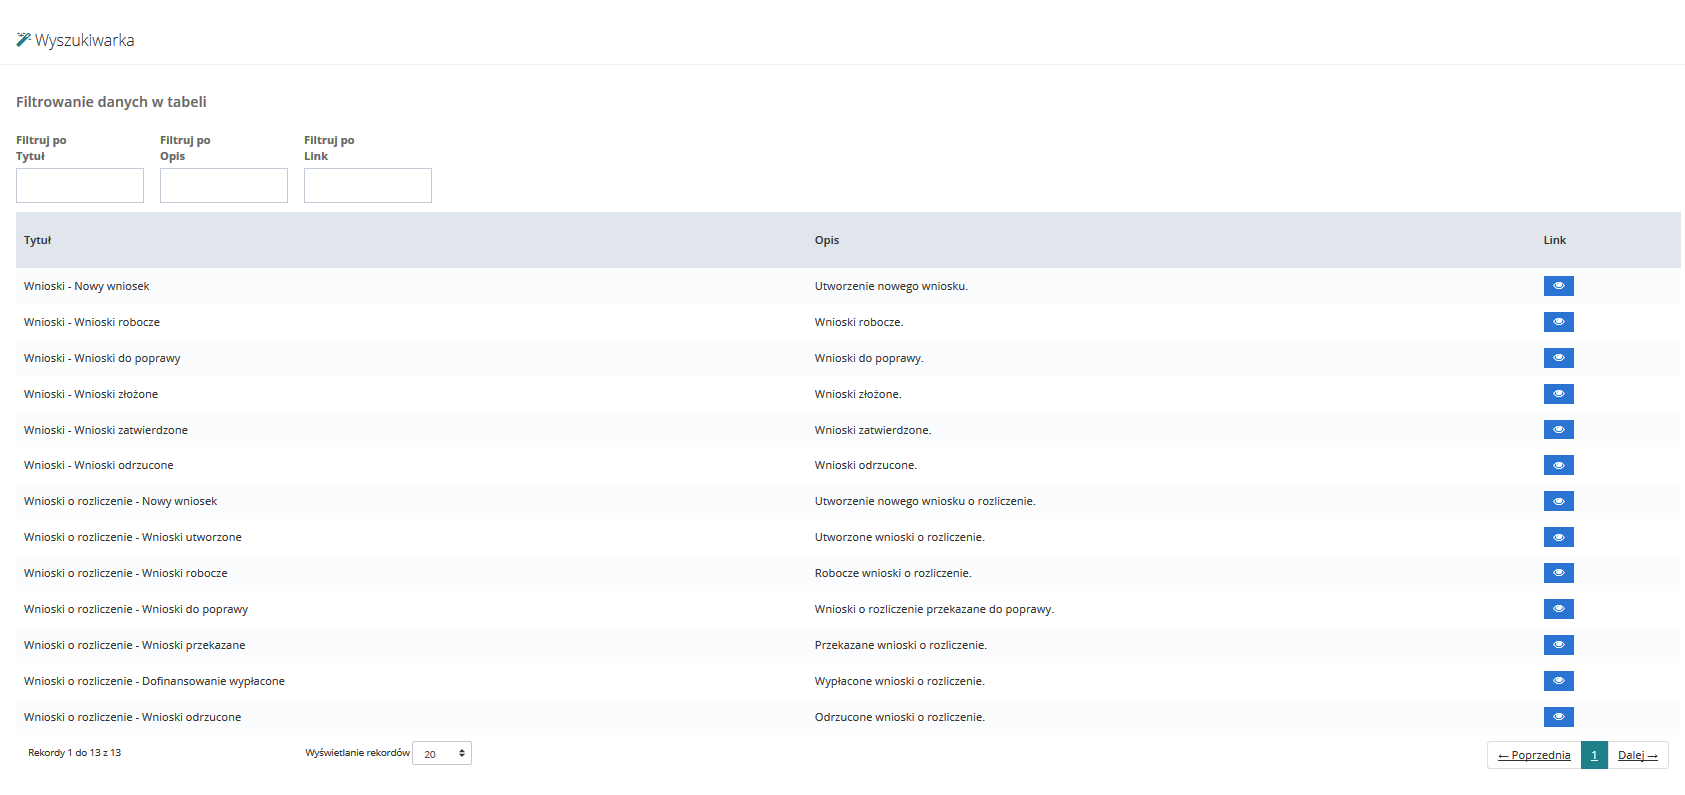 Wyszukiwarka
Filtrowanie danych w tabeli
Filtruj po Tytuł
Filtruj po Opis
Filtruj po Link
Tytuł Opis Link
Wnioski - Nowy wniosek Utworzenie nowego wniosku.
Wnioski - Wnioski robocze Wnioski robocze.
Wnioski - Wnioski do poprawy Wnioski do poprawy.
Wnioski - Wnioski złożone Wnioski złożone.
Wnioski - Wnioski zatwierdzone Wnioski zatwierdzone.
Wnioski - Wnioski odrzucone Wnioski odrzucone.
Wnioski o rozliczenie - Nowy wniosek Utworzenie nowego wniosku o rozliczenie.
Wnioski o rozliczenie - Wnioski utworzone Utworzone wnioski o rozliczenie.
Wnioski o rozliczenie - Wnioski robocze Robocze wnioski o rozliczenie.
Wnioski o rozliczenie - Wnioski do poprawy Wnioski o rozliczenie przekazane do poprawy.
Wnioski o rozliczenie - Wnioski przekazane Przekazane wnioski o rozliczenie.
Wnioski o rozliczenie - Dofinansowanie wypłacone Wypłacone wnioski o rozliczenie.
Wnioski o rozliczenie - Wnioski odrzucone Odrzucone wnioski o rozliczenie.
Rekordy 1 do 13 z 13 Wyświetlanie rekordów 20 ← Poprzednia 1 Dalej →